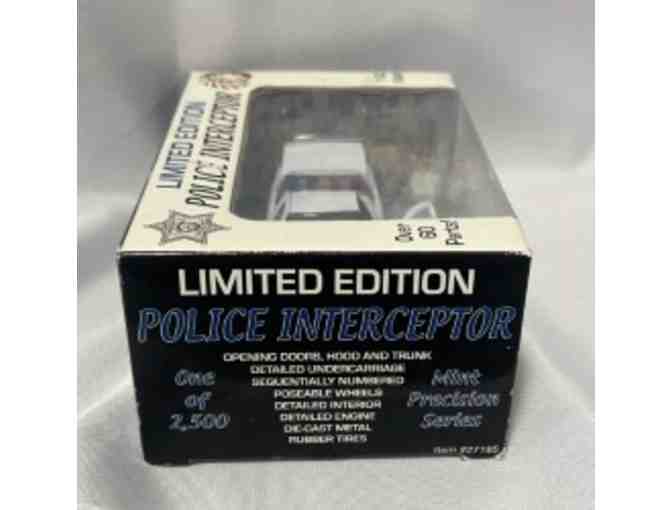 LIMITED EDITION
POLICE INTERCEPTOR
Over
60
Parts!
LIMITED EDITION
POLICE INTERCEPTOR
OPENING DOORS, HOOD AND TRUNK
DETAILED UNDERCARRIAGE
SEQUENTIALLY NUMBERED
POSEABLE WHEELS
DETAILED INTERIOR
DETAILED ENGINE
DIE-CAST METAL
RUBBER TIRES
One
of
2,500
Mint
Precision
Series
Item #27185